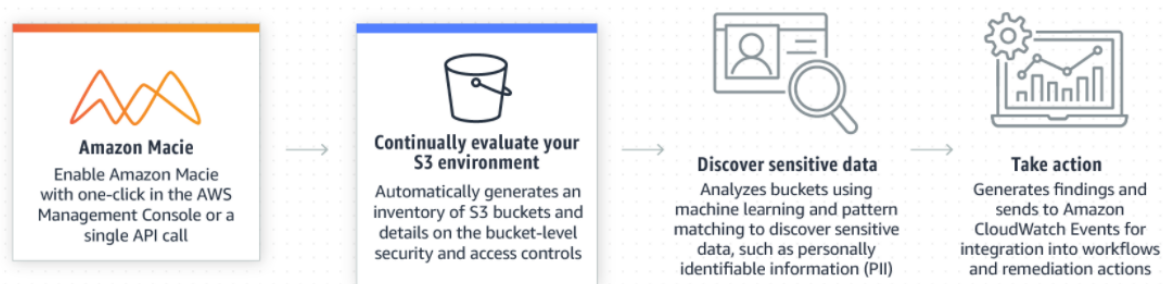 Amazon Macie
Enable Amazon Macie
with one-click in the AWS
Management Console or a
single API call
Continually evaluate your
S3 environment
Automatically generates an
inventory of S3 buckets and
details on the bucket-level
security and access controls
Discover sensitive data
Analyzes buckets using
machine learning and pattern
matching to discover sensitive
data, such as personally
identifiable information (PII)
Take action
Generates findings and
sends to Amazon
CloudWatch Events for
integration into workflows
and remediation actions